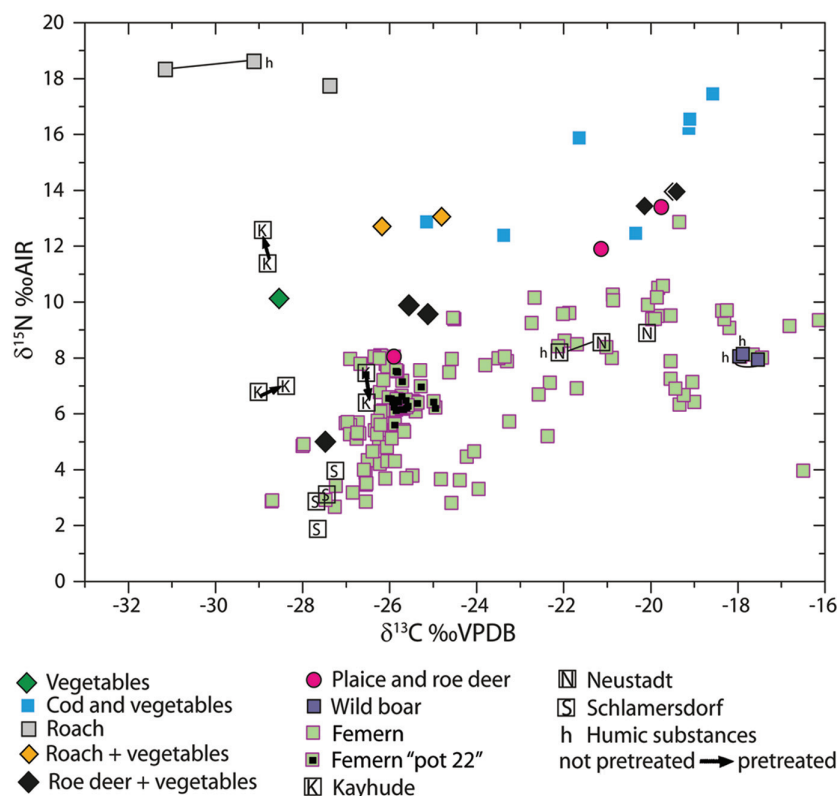 20
18
16
14
12
10
8
6
4
2
0
δ15N ‰AIR
h
K
K
K
K
K
K
S
S
S
S
h N
N
N
h
h
-32 -30 -28 -26 -24 -22 -20 -18 -16
δ13C ‰VPDB
Vegetables
Cod and vegetables
Roach
Roach + vegetables
Roe deer + vegetables
Plaice and roe deer
Wild boar
Femern
Femern "pot 22"
K Kayhude
N Neustadt
S Schlamersdorf
h Humic substances
not pretreated pretreated